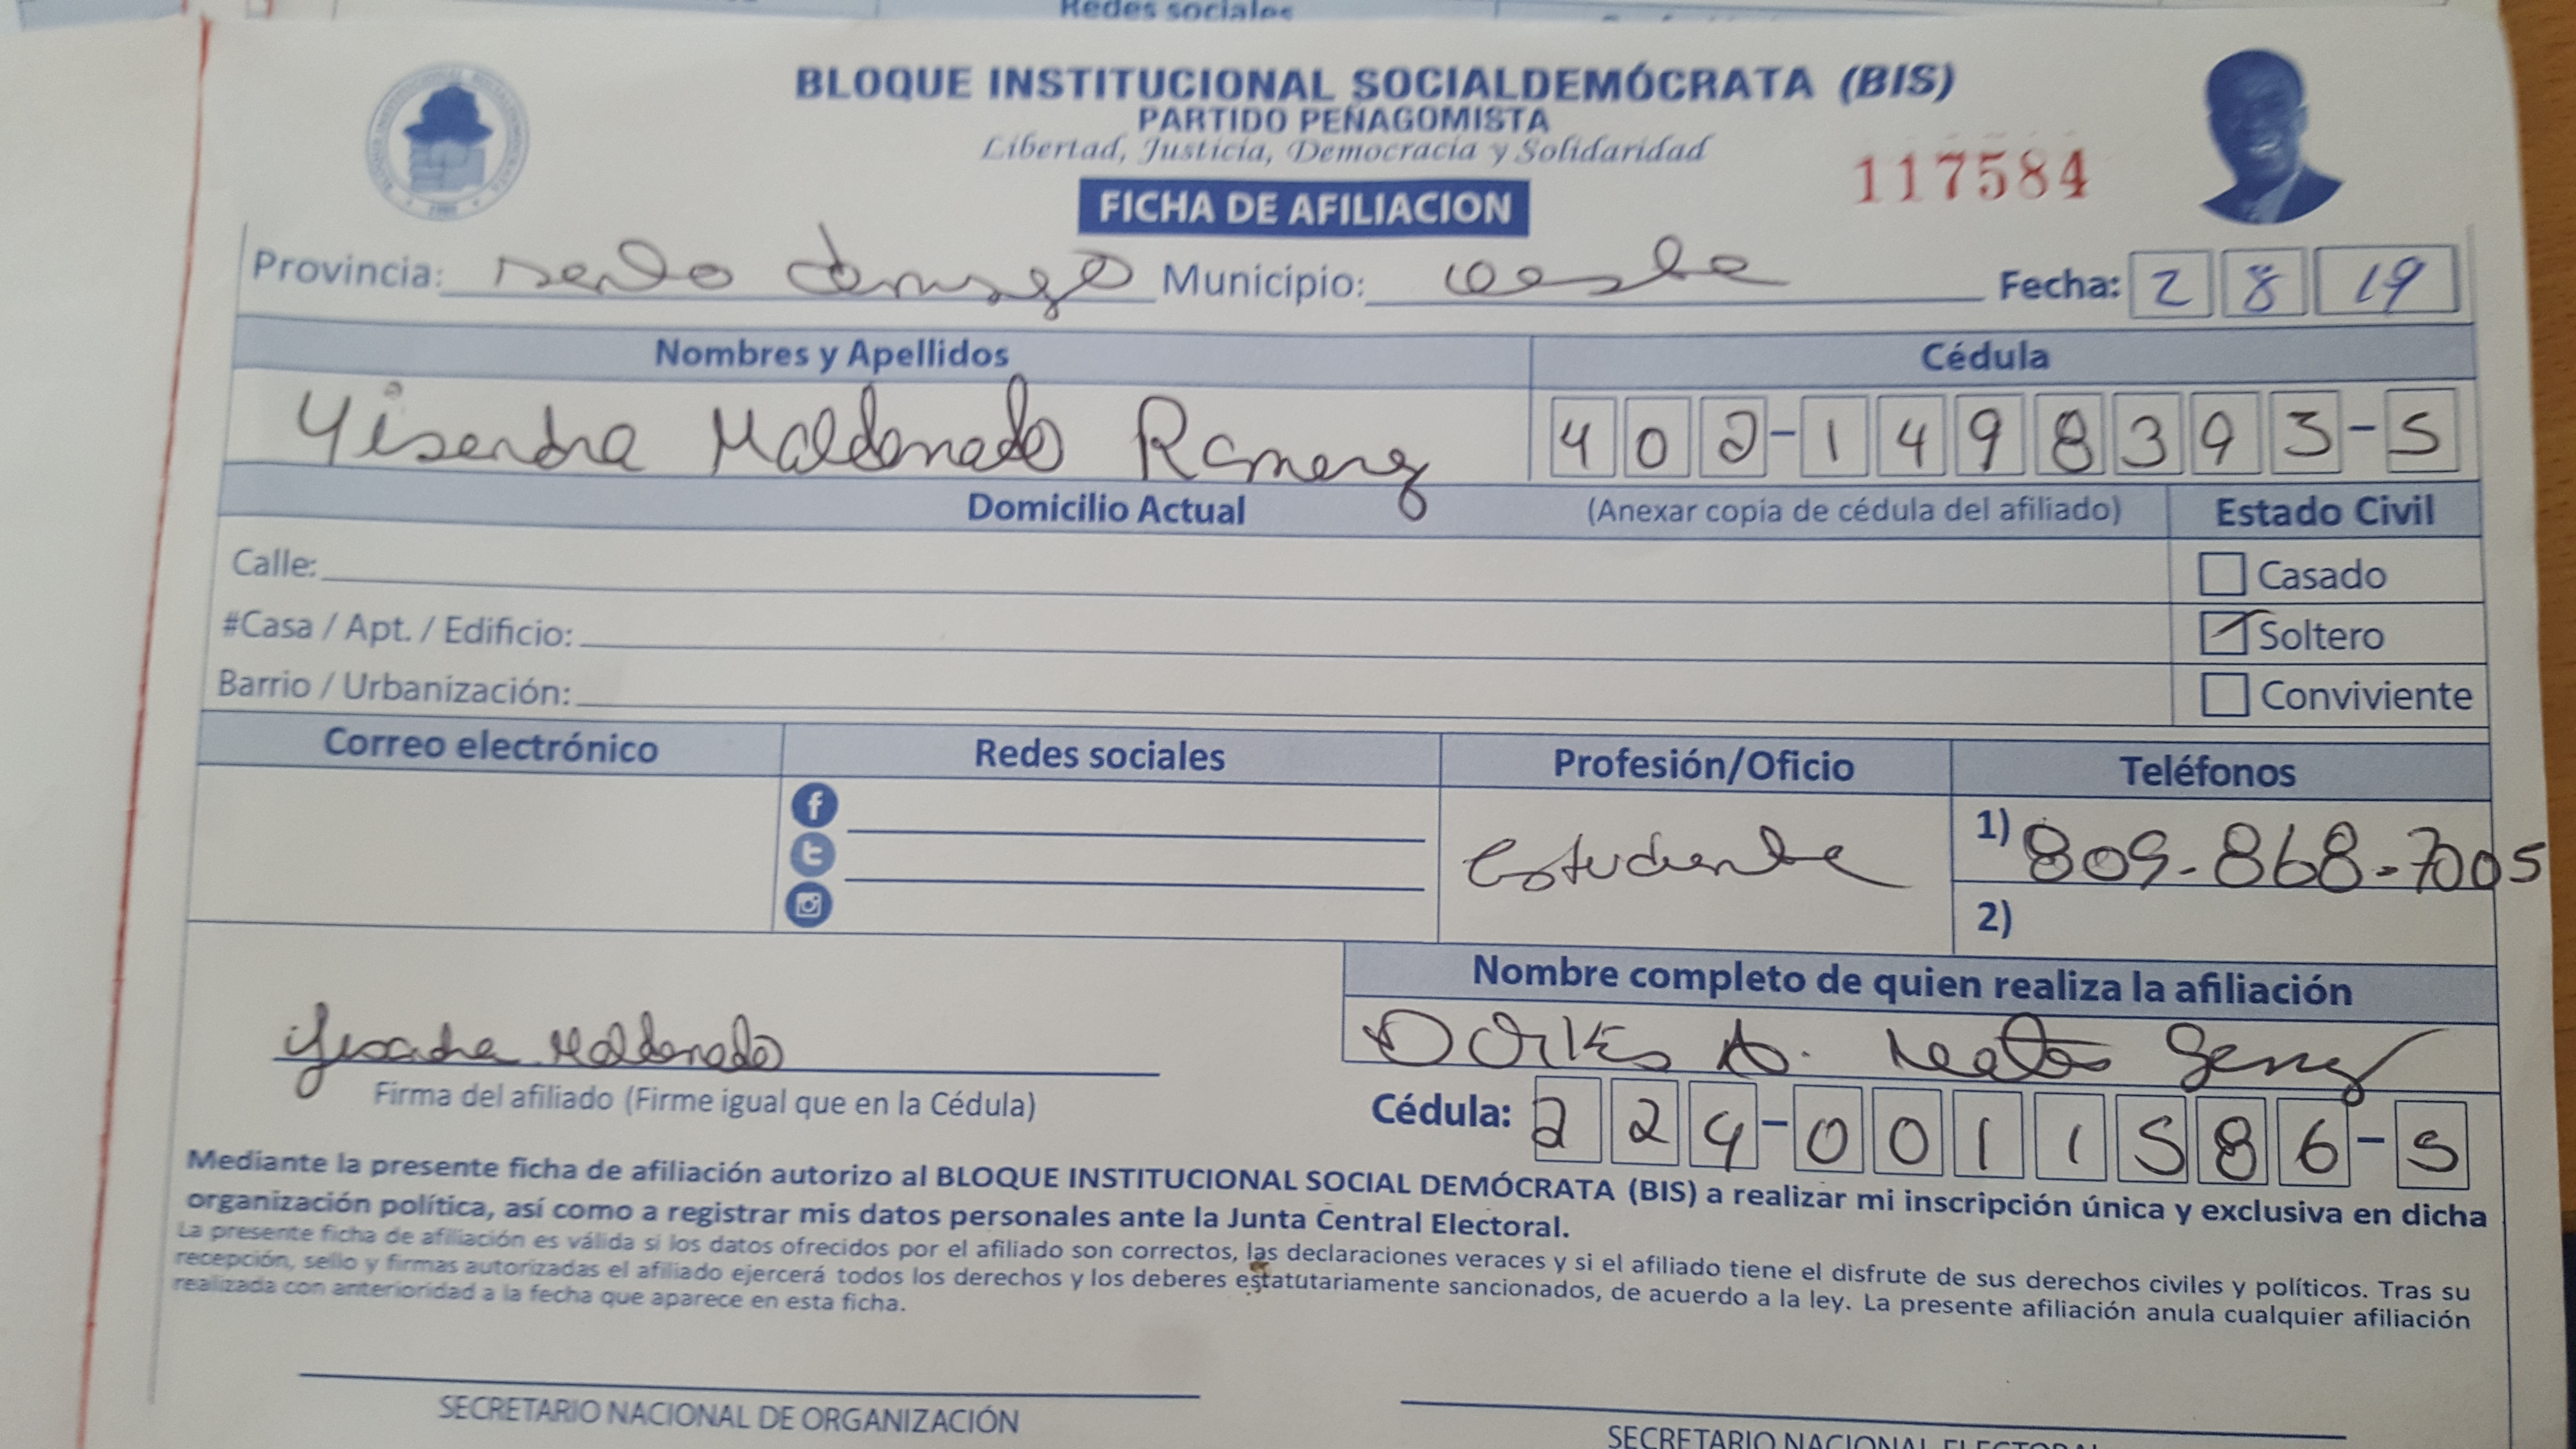 Redes sociales
BLOQUE INSTITUCIONAL SOCIALDEMÓCRATA (BIS)
PARTIDO PEÑAGOMISTA
Libertad, Justicia, Democracia y Solidaridad
117584
FICHA DE AFILIACION
Provincia: santo domingo Municipio: oeste Fecha: 2 8 19
Nombres y Apellidos Cédula
Yisendra Maldonado Ramerez 402-1498393-5
Domicilio Actual (Anexar copia de cédula del afiliado) Estado Civil
Calle: Casado
#Casa / Apt. / Edificio: Soltero
Barrio / Urbanización: Conviviente
Correo electrónico Redes sociales Profesión/Oficio Teléfonos
Estudiante 1) 809-868-7005
2)
Nombre completo de quien realiza la afiliación
Maldonado Dorkis A. Matos
Firma del afiliado (Firme igual que en la Cédula) Cédula: 224-0011586-5
Mediante la presente ficha de afiliación autorizo al BLOQUE INSTITUCIONAL SOCIAL DEMÓCRATA (BIS) a realizar mi inscripción única y exclusiva en dicha
organización política, así como a registrar mis datos personales ante la Junta Central Electoral.
La presente ficha de afiliación es válida si los datos ofrecidos por el afiliado son correctos, las declaraciones veraces y si el afiliado tiene el disfrute de sus derechos civiles y políticos. Tras su
recepción, sello y firmas autorizadas el afiliado ejercerá todos los derechos y los deberes estatutariamente sancionados, de acuerdo a la ley. La presente afiliación anula cualquier afiliación
realizada con anterioridad a la fecha que aparece en esta ficha.
SECRETARIO NACIONAL DE ORGANIZACIÓN
SECRETARIO NACIONAL